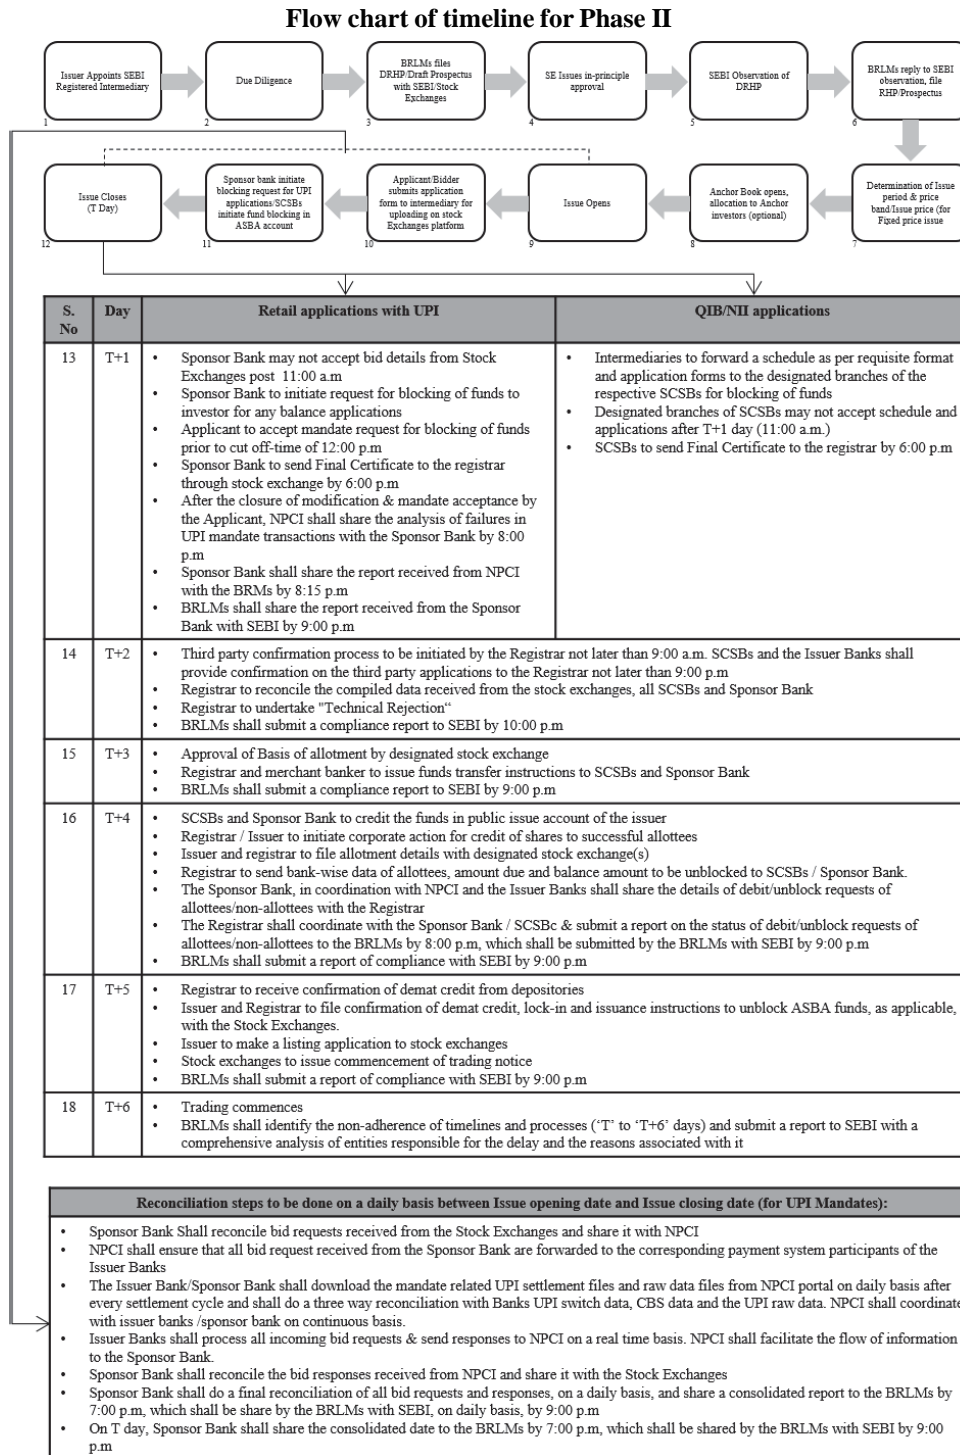 Flow chart of timeline for Phase II
Issuer Appoints SEBI
Registered Intermediary
1
Due Diligence
2
BRLMs files
DRHP/Draft Prospectus
with SEBI/Stock
Exchanges
3
SE Issues in-principle
approval
4
SEBI Observation of
DRHP
5
BRLMs reply to SEBI
observation, file
RHP/Prospectus
6
Determination of Issue
period & price
band/Issue price (for
Fixed price issue
7
Anchor Book opens,
allocation to Anchor
investors (optional)
8
Issue Opens
9
Applicant/Bidder
submits application
form to intermediary for
uploading on stock
Exchanges platform
10
Sponsor bank initiate
blocking request for UPI
applications/SCSBs
initiate fund blocking in
ASBA account
11
Issue Closes
(T Day)
12
S. No
Day
Retail applications with UPI
QIB/NII applications
13
T+1
• Sponsor Bank may not accept bid details from Stock
Exchanges post 11:00 a.m
• Sponsor Bank to initiate request for blocking of funds to
investor for any balance applications
• Applicant to accept mandate request for blocking of funds
prior to cut off-time of 12:00 p.m
• Sponsor Bank to send Final Certificate to the registrar
through stock exchange by 6:00 p.m
• After the closure of modification & mandate acceptance by
the Applicant, NPCI shall share the analysis of failures in
UPI mandate transactions with the Sponsor Bank by 8:00
p.m
• Sponsor Bank shall share the report received from NPCI
with the BRMs by 8:15 p.m
• BRLMs shall share the report received from the Sponsor
Bank with SEBI by 9:00 p.m
• Intermediaries to forward a schedule as per requisite format
and application forms to the designated branches of the
respective SCSBs for blocking of funds
• Designated branches of SCSBs may not accept schedule and
applications after T+1 day (11:00 a.m.)
• SCSBs to send Final Certificate to the registrar by 6:00 p.m
14
T+2
• Third party confirmation process to be initiated by the Registrar not later than 9:00 a.m. SCSBs and the Issuer Banks shall
provide confirmation on the third party applications to the Registrar not later than 9:00 p.m
• Registrar to reconcile the compiled data received from the stock exchanges, all SCSBs and Sponsor Bank
• Registrar to undertake "Technical Rejection“
• BRLMs shall submit a compliance report to SEBI by 10:00 p.m
15
T+3
• Approval of Basis of allotment by designated stock exchange
• Registrar and merchant banker to issue funds transfer instructions to SCSBs and Sponsor Bank
• BRLMs shall submit a compliance report to SEBI by 9:00 p.m
16
T+4
• SCSBs and Sponsor Bank to credit the funds in public issue account of the issuer
• Registrar / Issuer to initiate corporate action for credit of shares to successful allottees
• Issuer and registrar to file allotment details with designated stock exchange(s)
• Registrar to send bank-wise data of allottees, amount due and balance amount to be unblocked to SCSBs / Sponsor Bank.
• The Sponsor Bank, in coordination with NPCI and the Issuer Banks shall share the details of debit/unblock requests of
allottees/non-allottees with the Registrar
• The Registrar shall coordinate with the Sponsor Bank / SCSBc & submit a report on the status of debit/unblock requests of
allottees/non-allottees to the BRLMs by 8:00 p.m, which shall be submitted by the BRLMs with SEBI by 9:00 p.m
• BRLMs shall submit a report of compliance with SEBI by 9:00 p.m
17
T+5
• Registrar to receive confirmation of demat credit from depositories
• Issuer and Registrar to file confirmation of demat credit, lock-in and issuance instructions to unblock ASBA funds, as applicable,
with the Stock Exchanges.
• Issuer to make a listing application to stock exchanges
• Stock exchanges to issue commencement of trading notice
• BRLMs shall submit a report of compliance with SEBI by 9:00 p.m
18
T+6
• Trading commences
• BRLMs shall identify the non-adherence of timelines and processes (‘T’ to ‘T+6’ days) and submit a report to SEBI with a
comprehensive analysis of entities responsible for the delay and the reasons associated with it
Reconciliation steps to be done on a daily basis between Issue opening date and Issue closing date (for UPI Mandates):
• Sponsor Bank Shall reconcile bid requests received from the Stock Exchanges and share it with NPCI
• NPCI shall ensure that all bid request received from the Sponsor Bank are forwarded to the corresponding payment system participants of the
Issuer Banks
• The Issuer Bank/Sponsor Bank shall download the mandate related UPI settlement files and raw data files from NPCI portal on daily basis after
every settlement cycle and shall do a three way reconciliation with Banks UPI switch data, CBS data and the UPI raw data. NPCI shall coordinate
with issuer banks /sponsor bank on continuous basis.
• Issuer Banks shall process all incoming bid requests & send responses to NPCI on a real time basis. NPCI shall facilitate the flow of information
to the Sponsor Bank.
• Sponsor Bank shall reconcile the bid responses received from NPCI and share it with the Stock Exchanges
• Sponsor Bank shall do a final reconciliation of all bid requests and responses, on a daily basis, and share a consolidated report to the BRLMs by
7:00 p.m, which shall be share by the BRLMs with SEBI, on daily basis, by 9:00 p.m
• On T day, Sponsor Bank shall share the consolidated date to the BRLMs by 7:00 p.m, which shall be shared by the BRLMs with SEBI by 9:00
p.m